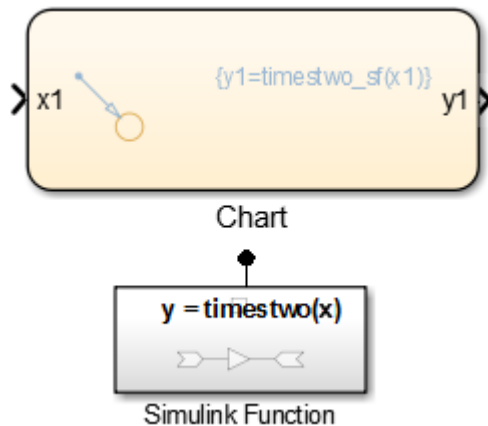 {y1=timestwo_sf(x1)}
x1
y1
Chart
y = timestwo(x)
Simulink Function